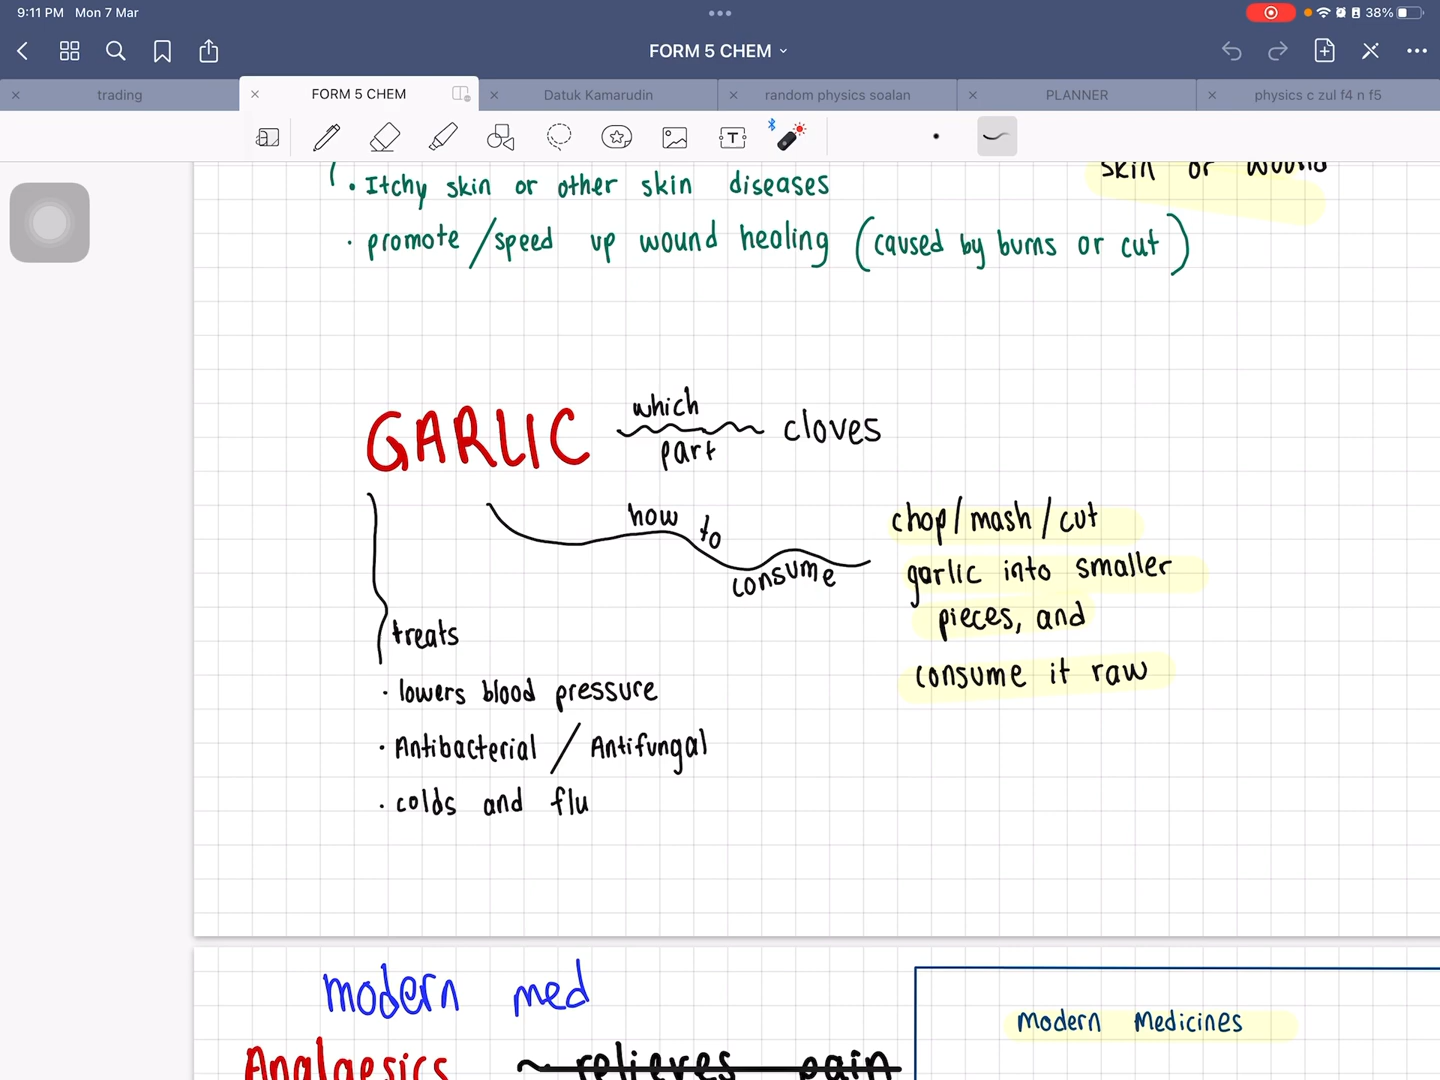 9:11 PM Mon 7 Mar
38%
FORM 5 CHEM
trading
FORM 5 CHEM
Datuk Kamarudin
random physics soalan
PLANNER
physics c zul f4 n f5
skin or wound
• Itchy skin or other skin diseases
• promote / speed up wound healing (caused by burns or cut)
GARLIC which part cloves
how to consume
chop / mash / cut
garlic into smaller
pieces, and
consume it raw
treats
• lowers blood pressure
• Antibacterial / Antifungal
• colds and flu
modern med
Modern Medicines
Analgesics ~ relieves pain